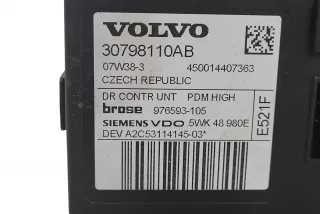 VOLVO
30798110AB
07W38-3 450014407363
CZECH REPUBLIC
DR CONTR UNT PDM HIGH
brose 976593-105
SIEMENS VDO 5WK 48 980E
DEV A2C53114145-03*
E521F